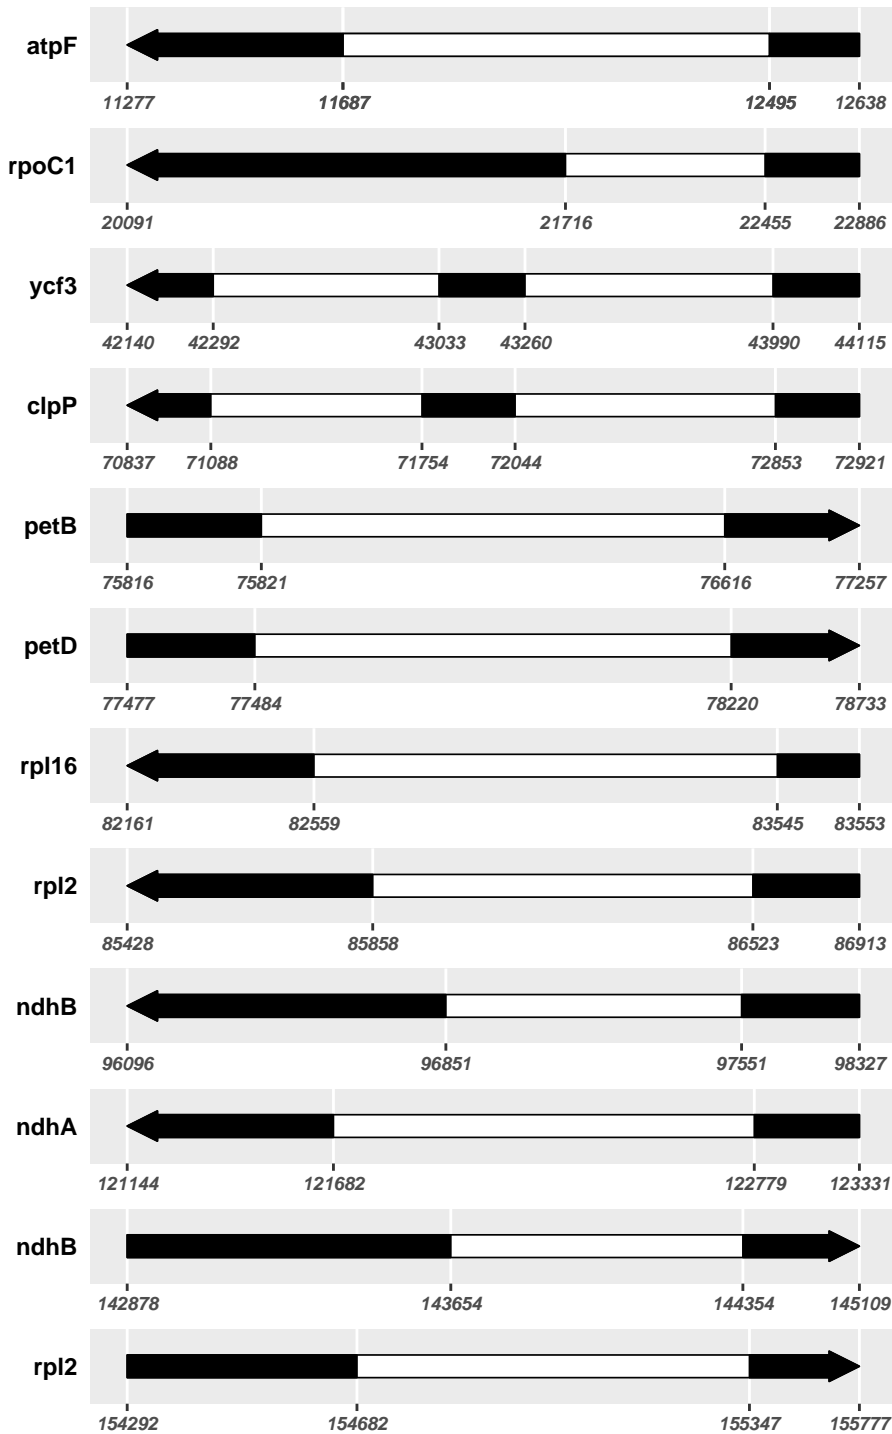 atpF
11277 11687 12495 12638
rpoC1
20091 21716 22455 22886
ycf3
42140 42292 43033 43260 43990 44115
clpP
70837 71088 71754 72044 72853 72921
petB
75816 75821 76616 77257
petD
77477 77484 78220 78733
rpl16
82161 82559 83545 83553
rpl2
85428 85858 86523 86913
ndhB
96096 96851 97551 98327
ndhA
121144 121682 122779 123331
ndhB
142878 143654 144354 145109
rpl2
154292 154682 155347 155777